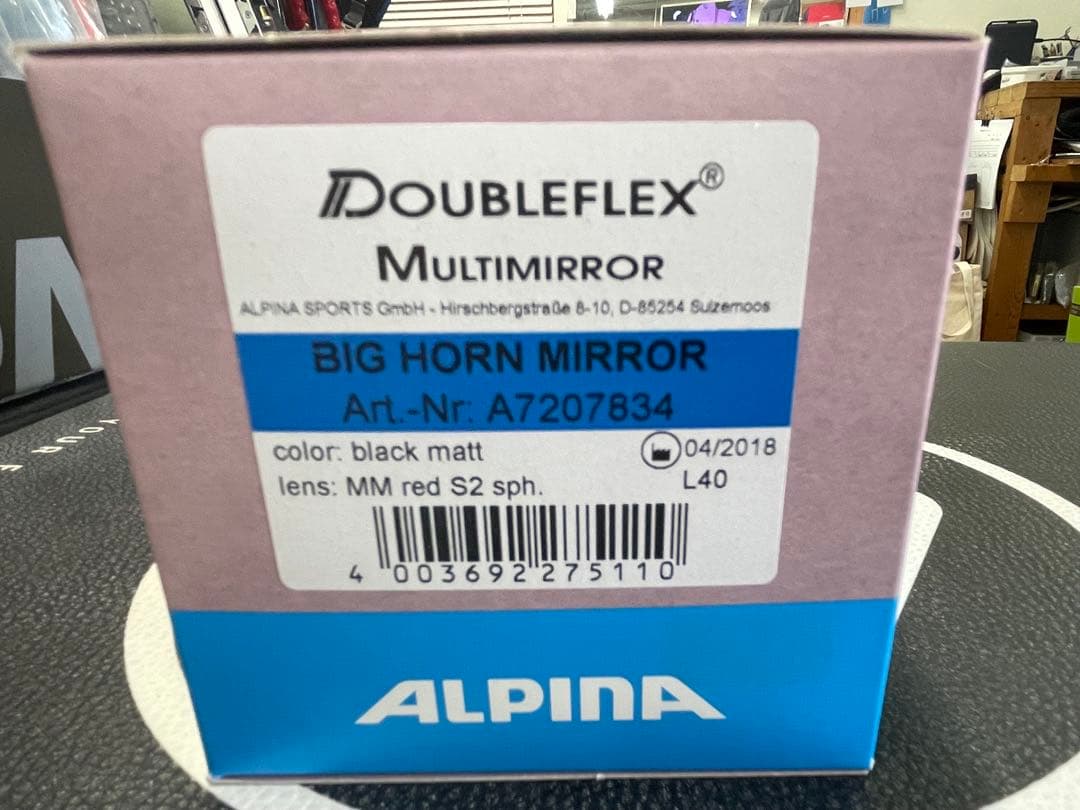 DOUBLEFLEX®
MULTIMIRROR
ALPINA SPORTS GmbH - Hirschbergstraße 8-10, D-85254 Sulzemoos
BIG HORN MIRROR
Art.-Nr: A7207834
color: black matt
04/2018
lens: MM red S2 sph.
L40
4 003692 275110
ALPINA
YOUR